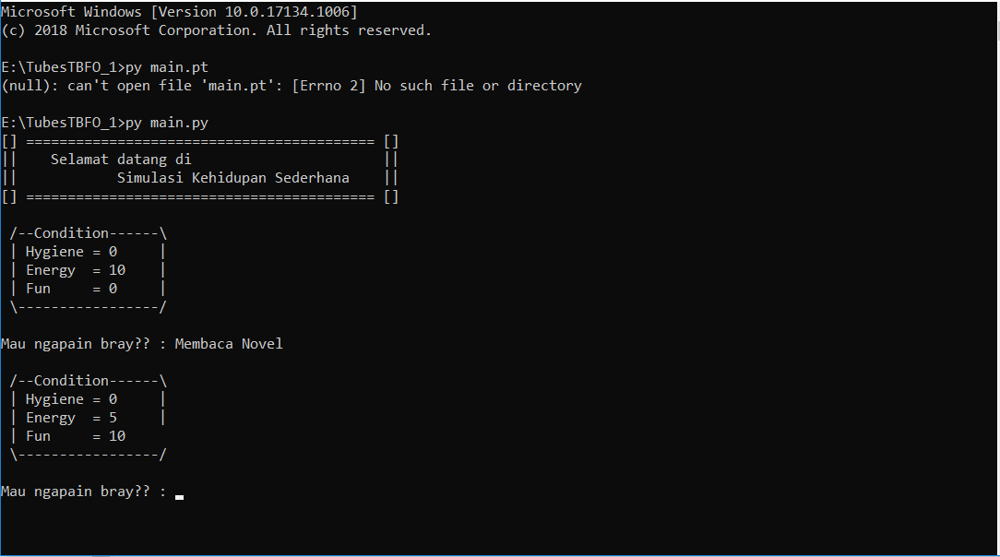 Microsoft Windows [Version 10.0.17134.1006]
(c) 2018 Microsoft Corporation. All rights reserved.

E:\TubesTBFO_1>py main.pt
(null): can't open file 'main.pt': [Errno 2] No such file or directory

E:\TubesTBFO_1>py main.py
[] ========================================== []
||    Selamat datang di                       ||
||            Simulasi Kehidupan Sederhana    ||
[] ========================================== []

 /--Condition------\
 | Hygiene = 0     |
 | Energy  = 10    |
 | Fun     = 0     |
 \-----------------/

Mau ngapain bray?? : Membaca Novel

 /--Condition------\
 | Hygiene = 0     |
 | Energy  = 5     |
 | Fun     = 10
 \-----------------/

Mau ngapain bray?? :